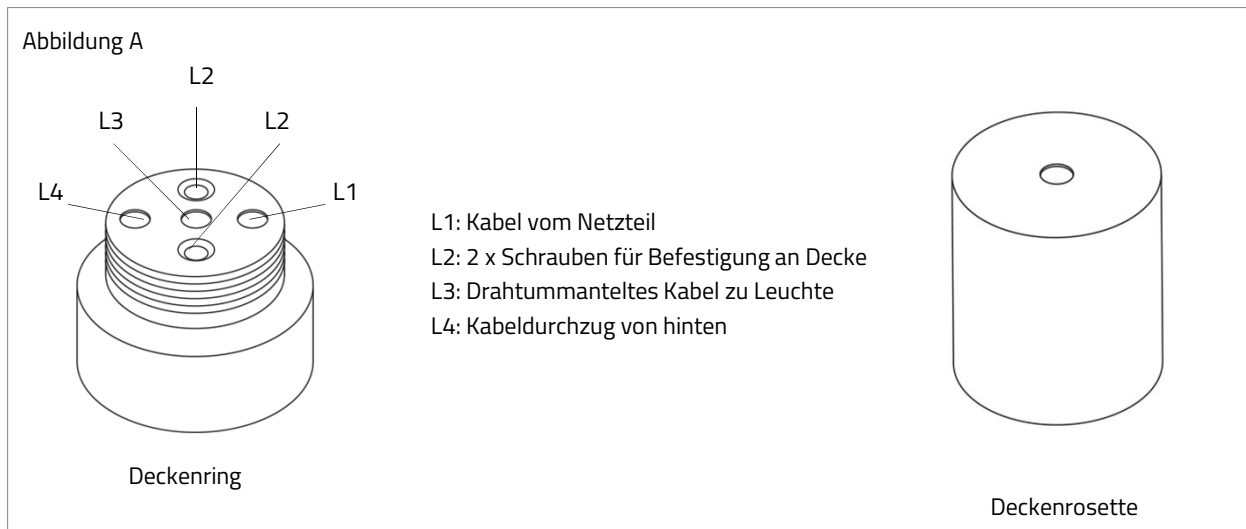 Abbildung A
L2
L3
L2
L4
L1
L1: Kabel vom Netzteil
L2: 2 x Schrauben für Befestigung an Decke
L3: Drahtummanteltes Kabel zu Leuchte
L4: Kabeldurchzug von hinten
Deckenring
Deckenrosette